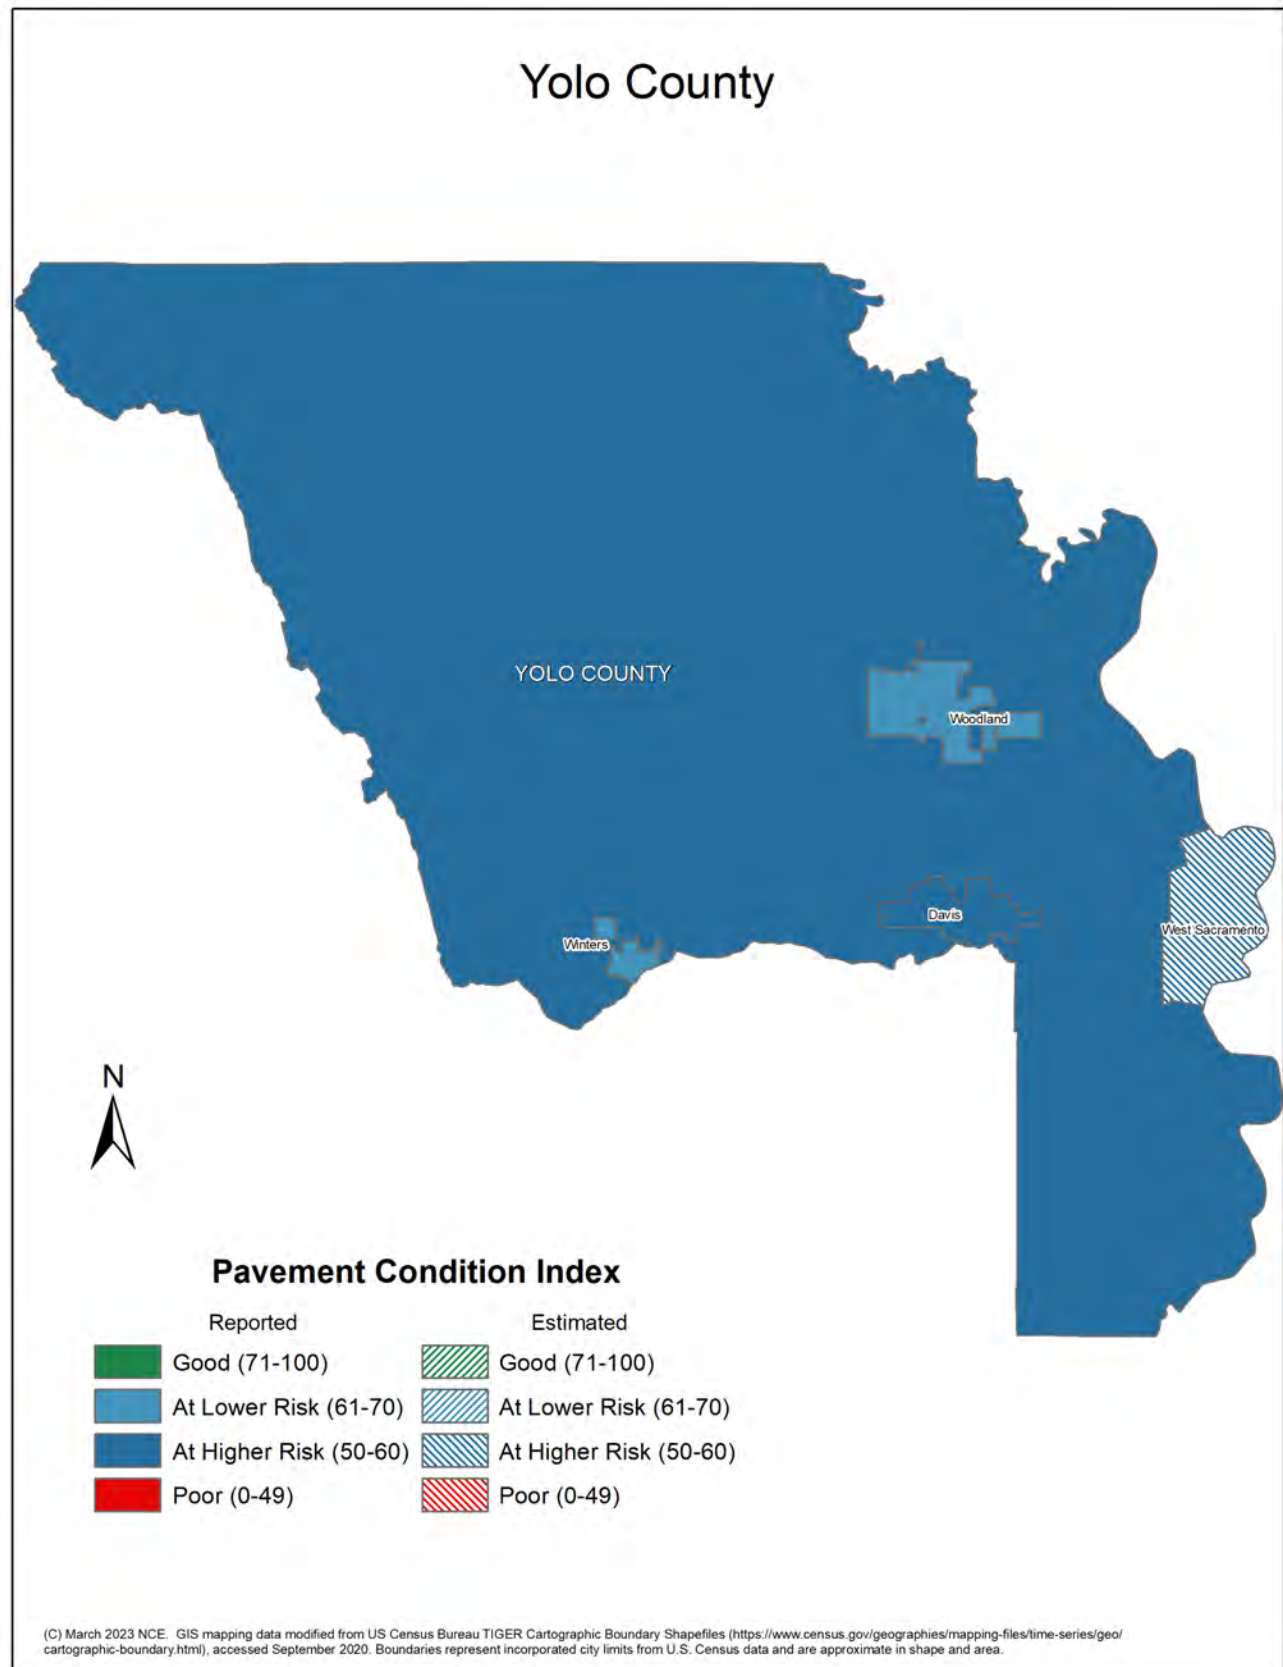 Yolo County
YOLO COUNTY
Woodland
Davis
West Sacramento
Winters
N
Pavement Condition Index
Reported
Estimated
Good (71-100)
Good (71-100)
At Lower Risk (61-70)
At Lower Risk (61-70)
At Higher Risk (50-60)
At Higher Risk (50-60)
Poor (0-49)
Poor (0-49)
(C) March 2023 NCE. GIS mapping data modified from US Census Bureau TIGER Cartographic Boundary Shapefiles (https://www.census.gov/geographies/mapping-files/time-series/geo/
cartographic-boundary.html), accessed September 2020. Boundaries represent incorporated city limits from U.S. Census data and are approximate in shape and area.